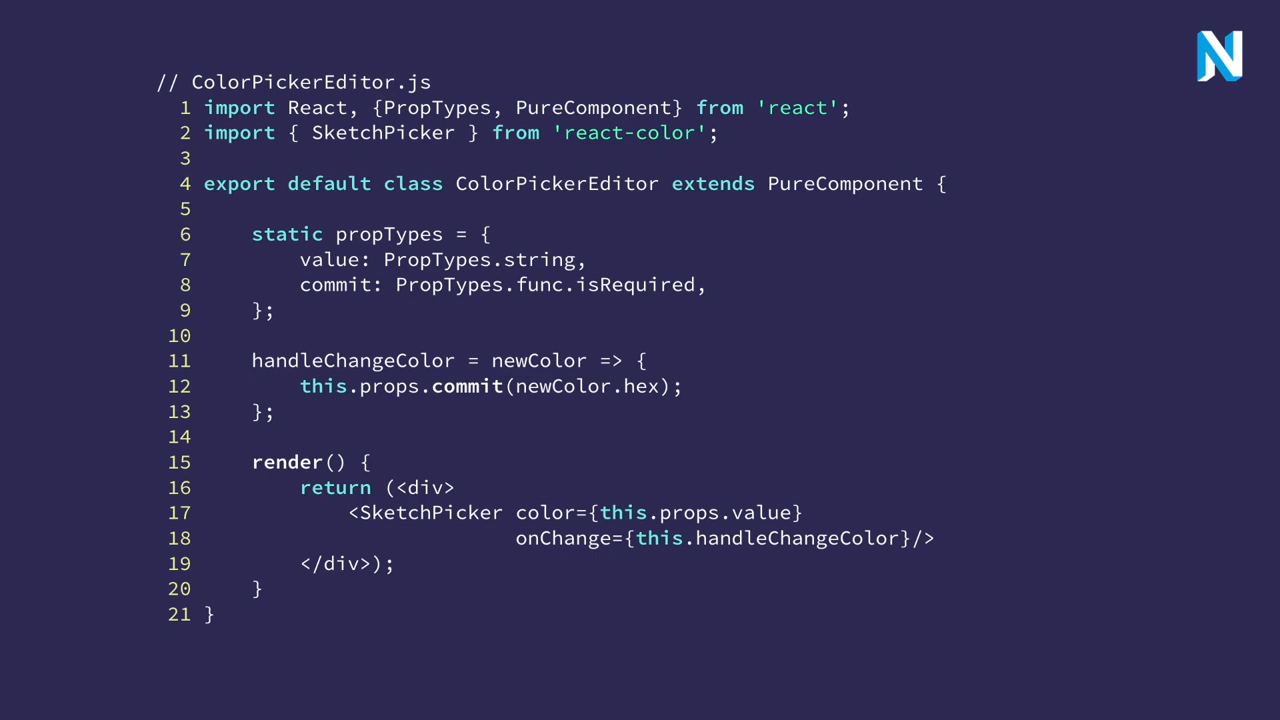 // ColorPickerEditor.js
1 import React, {PropTypes, PureComponent} from 'react';
2 import { SketchPicker } from 'react-color';
3
4 export default class ColorPickerEditor extends PureComponent {
5
6     static propTypes = {
7         value: PropTypes.string,
8         commit: PropTypes.func.isRequired,
9     };
10
11     handleChangeColor = newColor => {
12         this.props.commit(newColor.hex);
13     };
14
15     render() {
16         return (<div>
17             <SketchPicker color={this.props.value}
18                           onChange={this.handleChangeColor}/>
19         </div>);
20     }
21 }